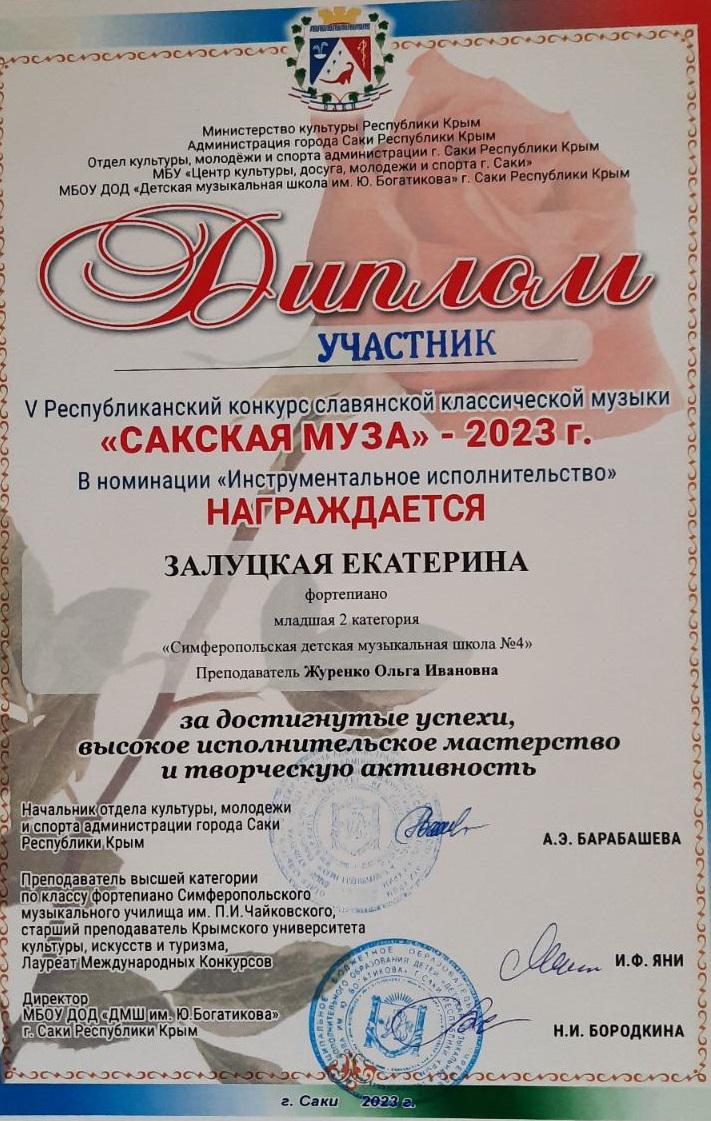 САКИ
Министерство культуры Республики Крым
Администрация города Саки Республики Крым
Отдел культуры, молодёжи и спорта администрации г. Саки Республики Крым
МБУ «Центр культуры, досуга, молодежи и спорта г. Саки»
МБОУ ДОД «Детская музыкальная школа им. Ю. Богатикова» г. Саки Республики Крым
Диплом
УЧАСТНИК
V Республиканский конкурс славянской классической музыки
«САКСКАЯ МУЗА» - 2023 г.
В номинации «Инструментальное исполнительство»
НАГРАЖДАЕТСЯ
ЗАЛУЦКАЯ ЕКАТЕРИНА
фортепиано
младшая 2 категория
«Симферопольская детская музыкальная школа №4»
Преподаватель Журенко Ольга Ивановна
за достигнутые успехи,
высокое исполнительское мастерство
и творческую активность
Начальник отдела культуры, молодежи
и спорта администрации города Саки
Республики Крым
А.Э. БАРАБАШЕВА
Преподаватель высшей категории
по классу фортепиано Симферопольского
музыкального училища им. П.И.Чайковского,
старший преподаватель Крымского университета
культуры, искусств и туризма,
Лауреат Международных Конкурсов
И.Ф. ЯНИ
Директор
МБОУ ДОД «ДМШ им. Ю.Богатикова»
г. Саки Республики Крым
Н.И. БОРОДКИНА
г. Саки 2023 г.